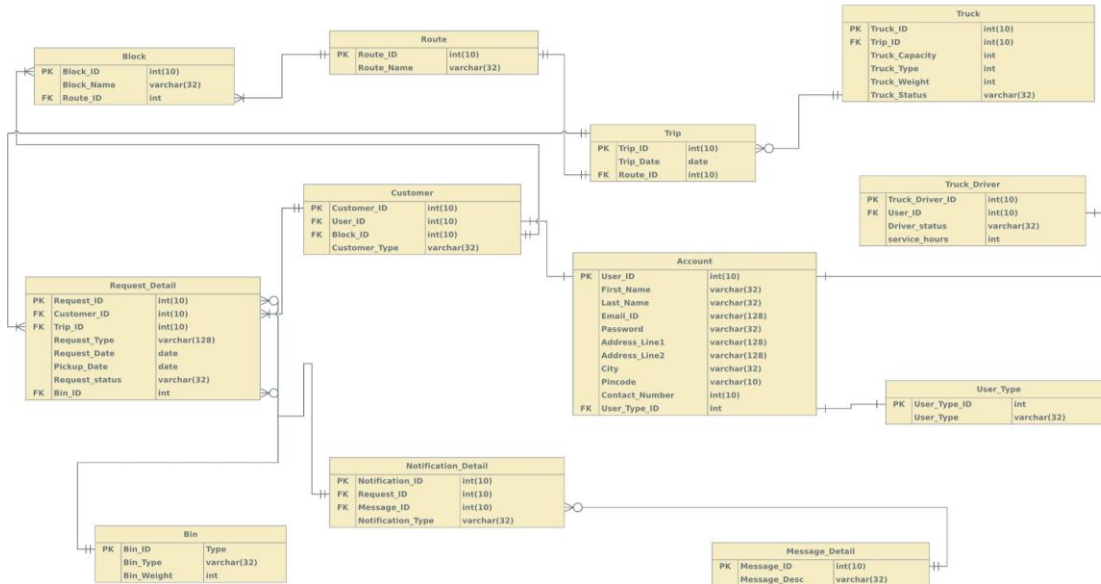 Block
PK Block_ID int(10)
Block_Name varchar(32)
FK Route_ID int
Route
PK Route_ID int(10)
Route_Name varchar(32)
Truck
PK Truck_ID int(10)
FK Trip_ID int(10)
Truck_Capacity int
Truck_Type int
Truck_Weight int
Truck_Status varchar(32)
Trip
PK Trip_ID int(10)
Trip_Date date
FK Route_ID int(10)
Customer
PK Customer_ID int(10)
FK User_ID int(10)
FK Block_ID int(10)
Customer_Type varchar(32)
Truck_Driver
PK Truck_Driver_ID int(10)
FK User_ID int(10)
Driver_status varchar(32)
service_hours int
Request_Detail
PK Request_ID int(10)
FK Customer_ID int(10)
FK Trip_ID int(10)
Request_Type varchar(128)
Request_Date date
Pickup_Date date
Request_status varchar(32)
FK Bin_ID int
Account
PK User_ID int(10)
First_Name varchar(32)
Last_Name varchar(32)
Email_ID varchar(128)
Password varchar(32)
Address_Line1 varchar(128)
Address_Line2 varchar(128)
City varchar(32)
Pincode varchar(10)
Contact_Number int(10)
FK User_Type_ID int
User_Type
PK User_Type_ID int
User_Type varchar(32)
Notification_Detail
PK Notification_ID int(10)
FK Request_ID int(10)
FK Message_ID int(10)
Notification_Type varchar(32)
Bin
PK Bin_ID Type
Bin_Type varchar(32)
Bin_Weight int
Message_Detail
PK Message_ID int(10)
Message_Desc varchar(32)